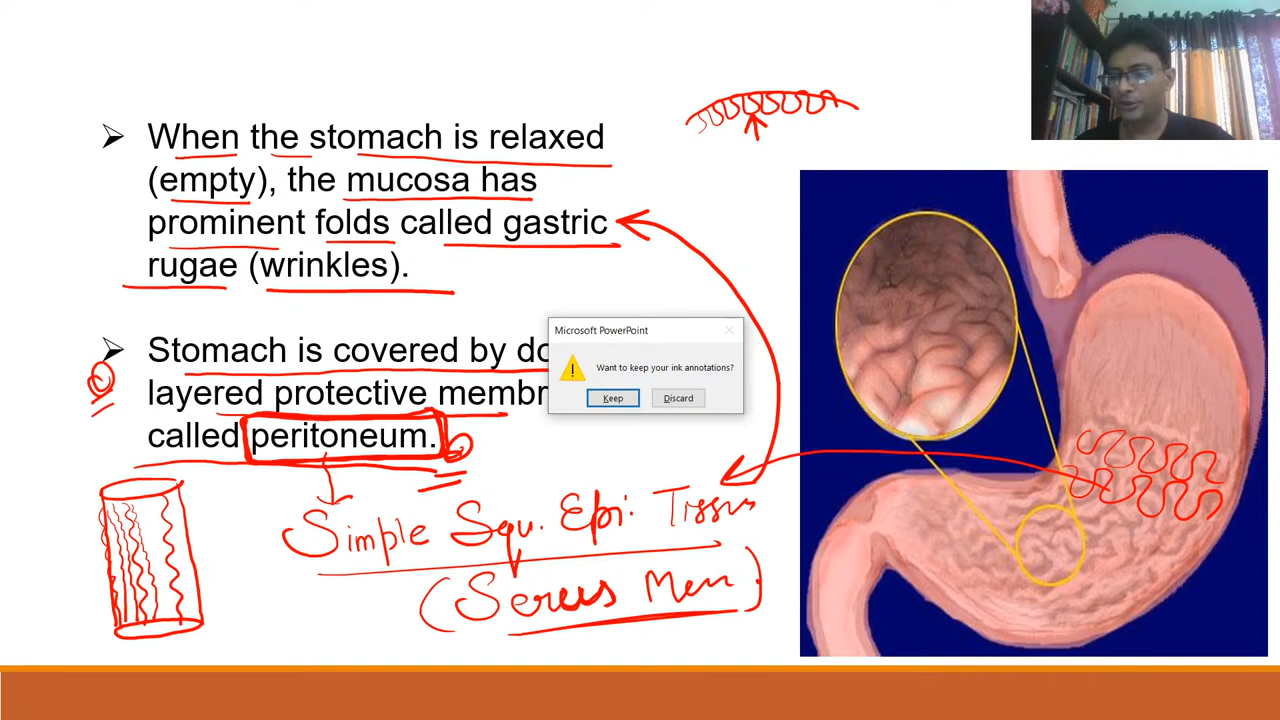 When the stomach is relaxed
(empty), the mucosa has
prominent folds called gastric
rugae (wrinkles).
Stomach is covered by do
layered protective memb
called peritoneum.
Microsoft PowerPoint
Want to keep your ink annotations?
Keep Discard
Simple Squ. Epi. Tissue
(Serous Mem)